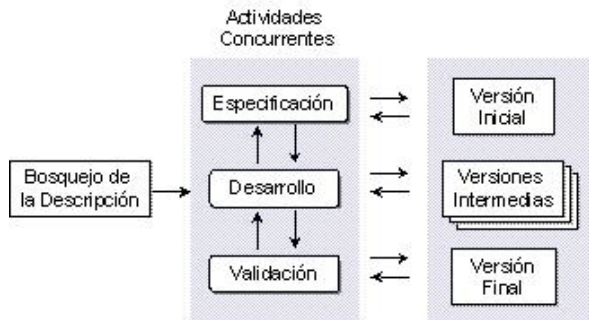 Actividades
Concurrentes
Especificación
Versión
Inicial
Bosquejo de
la Descripción
Desarrollo
Versiones
Intermedias
Validación
Versión
Final